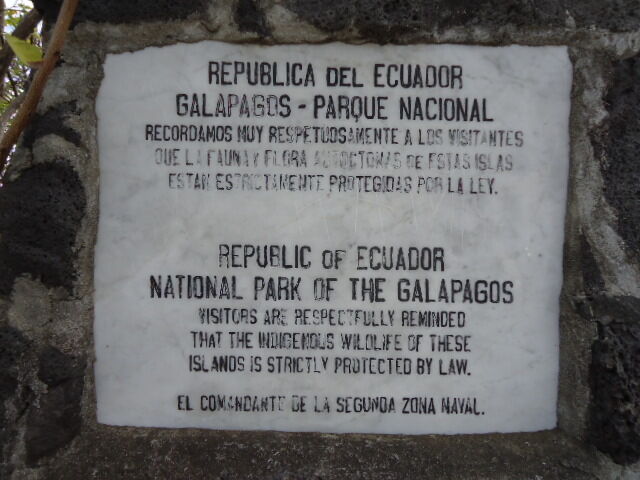 REPUBLICA DEL ECUADOR
GALAPAGOS - PARQUE NACIONAL
RECORDAMOS MUY RESPETUOSAMENTE A LOS VISITANTES
QUE LA FAUNA Y FLORA AUTOCTONAS DE ESTAS ISLAS
ESTAN ESTRICTAMENTE PROTEGIDAS POR LA LEY.
REPUBLIC OF ECUADOR
NATIONAL PARK OF THE GALAPAGOS
VISITORS ARE RESPECTFULLY REMINDED
THAT THE INDIGENOUS WILDLIFE OF THESE
ISLANDS IS STRICTLY PROTECTED BY LAW.
EL COMANDANTE DE LA SEGUNDA ZONA NAVAL.